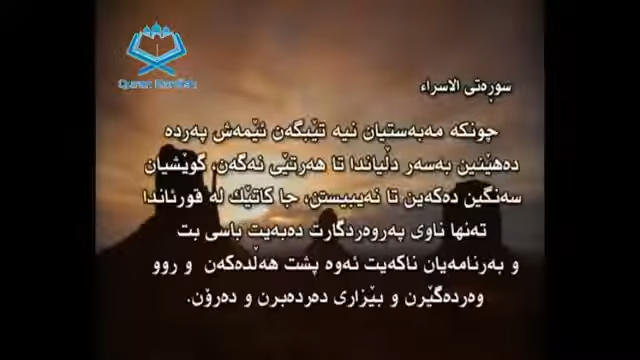 Quran Kurdish
سورەتی الاسراء
چونکە مەبەستیان نیە تێبگەن ئێمەش پەردە
دەهێنین بەسەر دڵیاندا تا هەرتێی نەگەن، گوێشیان
سەنگین دەکەین تا نەیبیستن، جا کاتێك لە قورئاندا
تەنها ناوی پەروەردگارت دەبەیت باسی بت
و بەرنامەیان ناکەیت ئەوە پشت هەڵدەکەن و روو
وەردەگێرن و بێزاری دەردەبرن و دەرۆن.